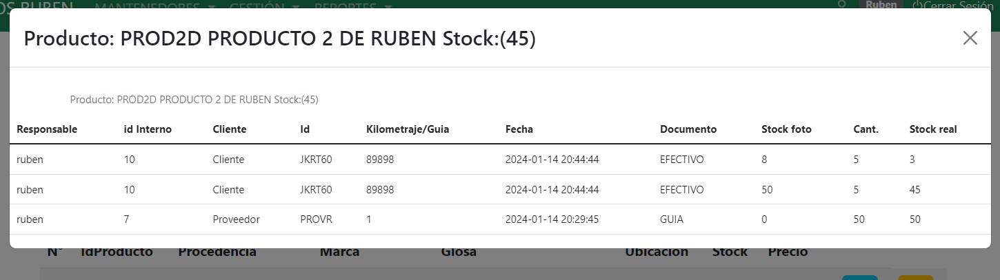 OS RUBEN MANTENEDORES GESTIÓN REPORTES Ruben Cerrar Sesión
Producto: PROD2D PRODUCTO 2 DE RUBEN Stock:(45)
Producto: PROD2D PRODUCTO 2 DE RUBEN Stock:(45)
Responsable id Interno Cliente Id Kilometraje/Guia Fecha Documento Stock foto Cant. Stock real
ruben 10 Cliente JKRT60 89898 2024-01-14 20:44:44 EFECTIVO 8 5 3
ruben 10 Cliente JKRT60 89898 2024-01-14 20:44:44 EFECTIVO 50 5 45
ruben 7 Proveedor PROVR 1 2024-01-14 20:29:45 GUIA 0 50 50
N° IdProducto Procedencia Marca Glosa Ubicacion Stock Precio